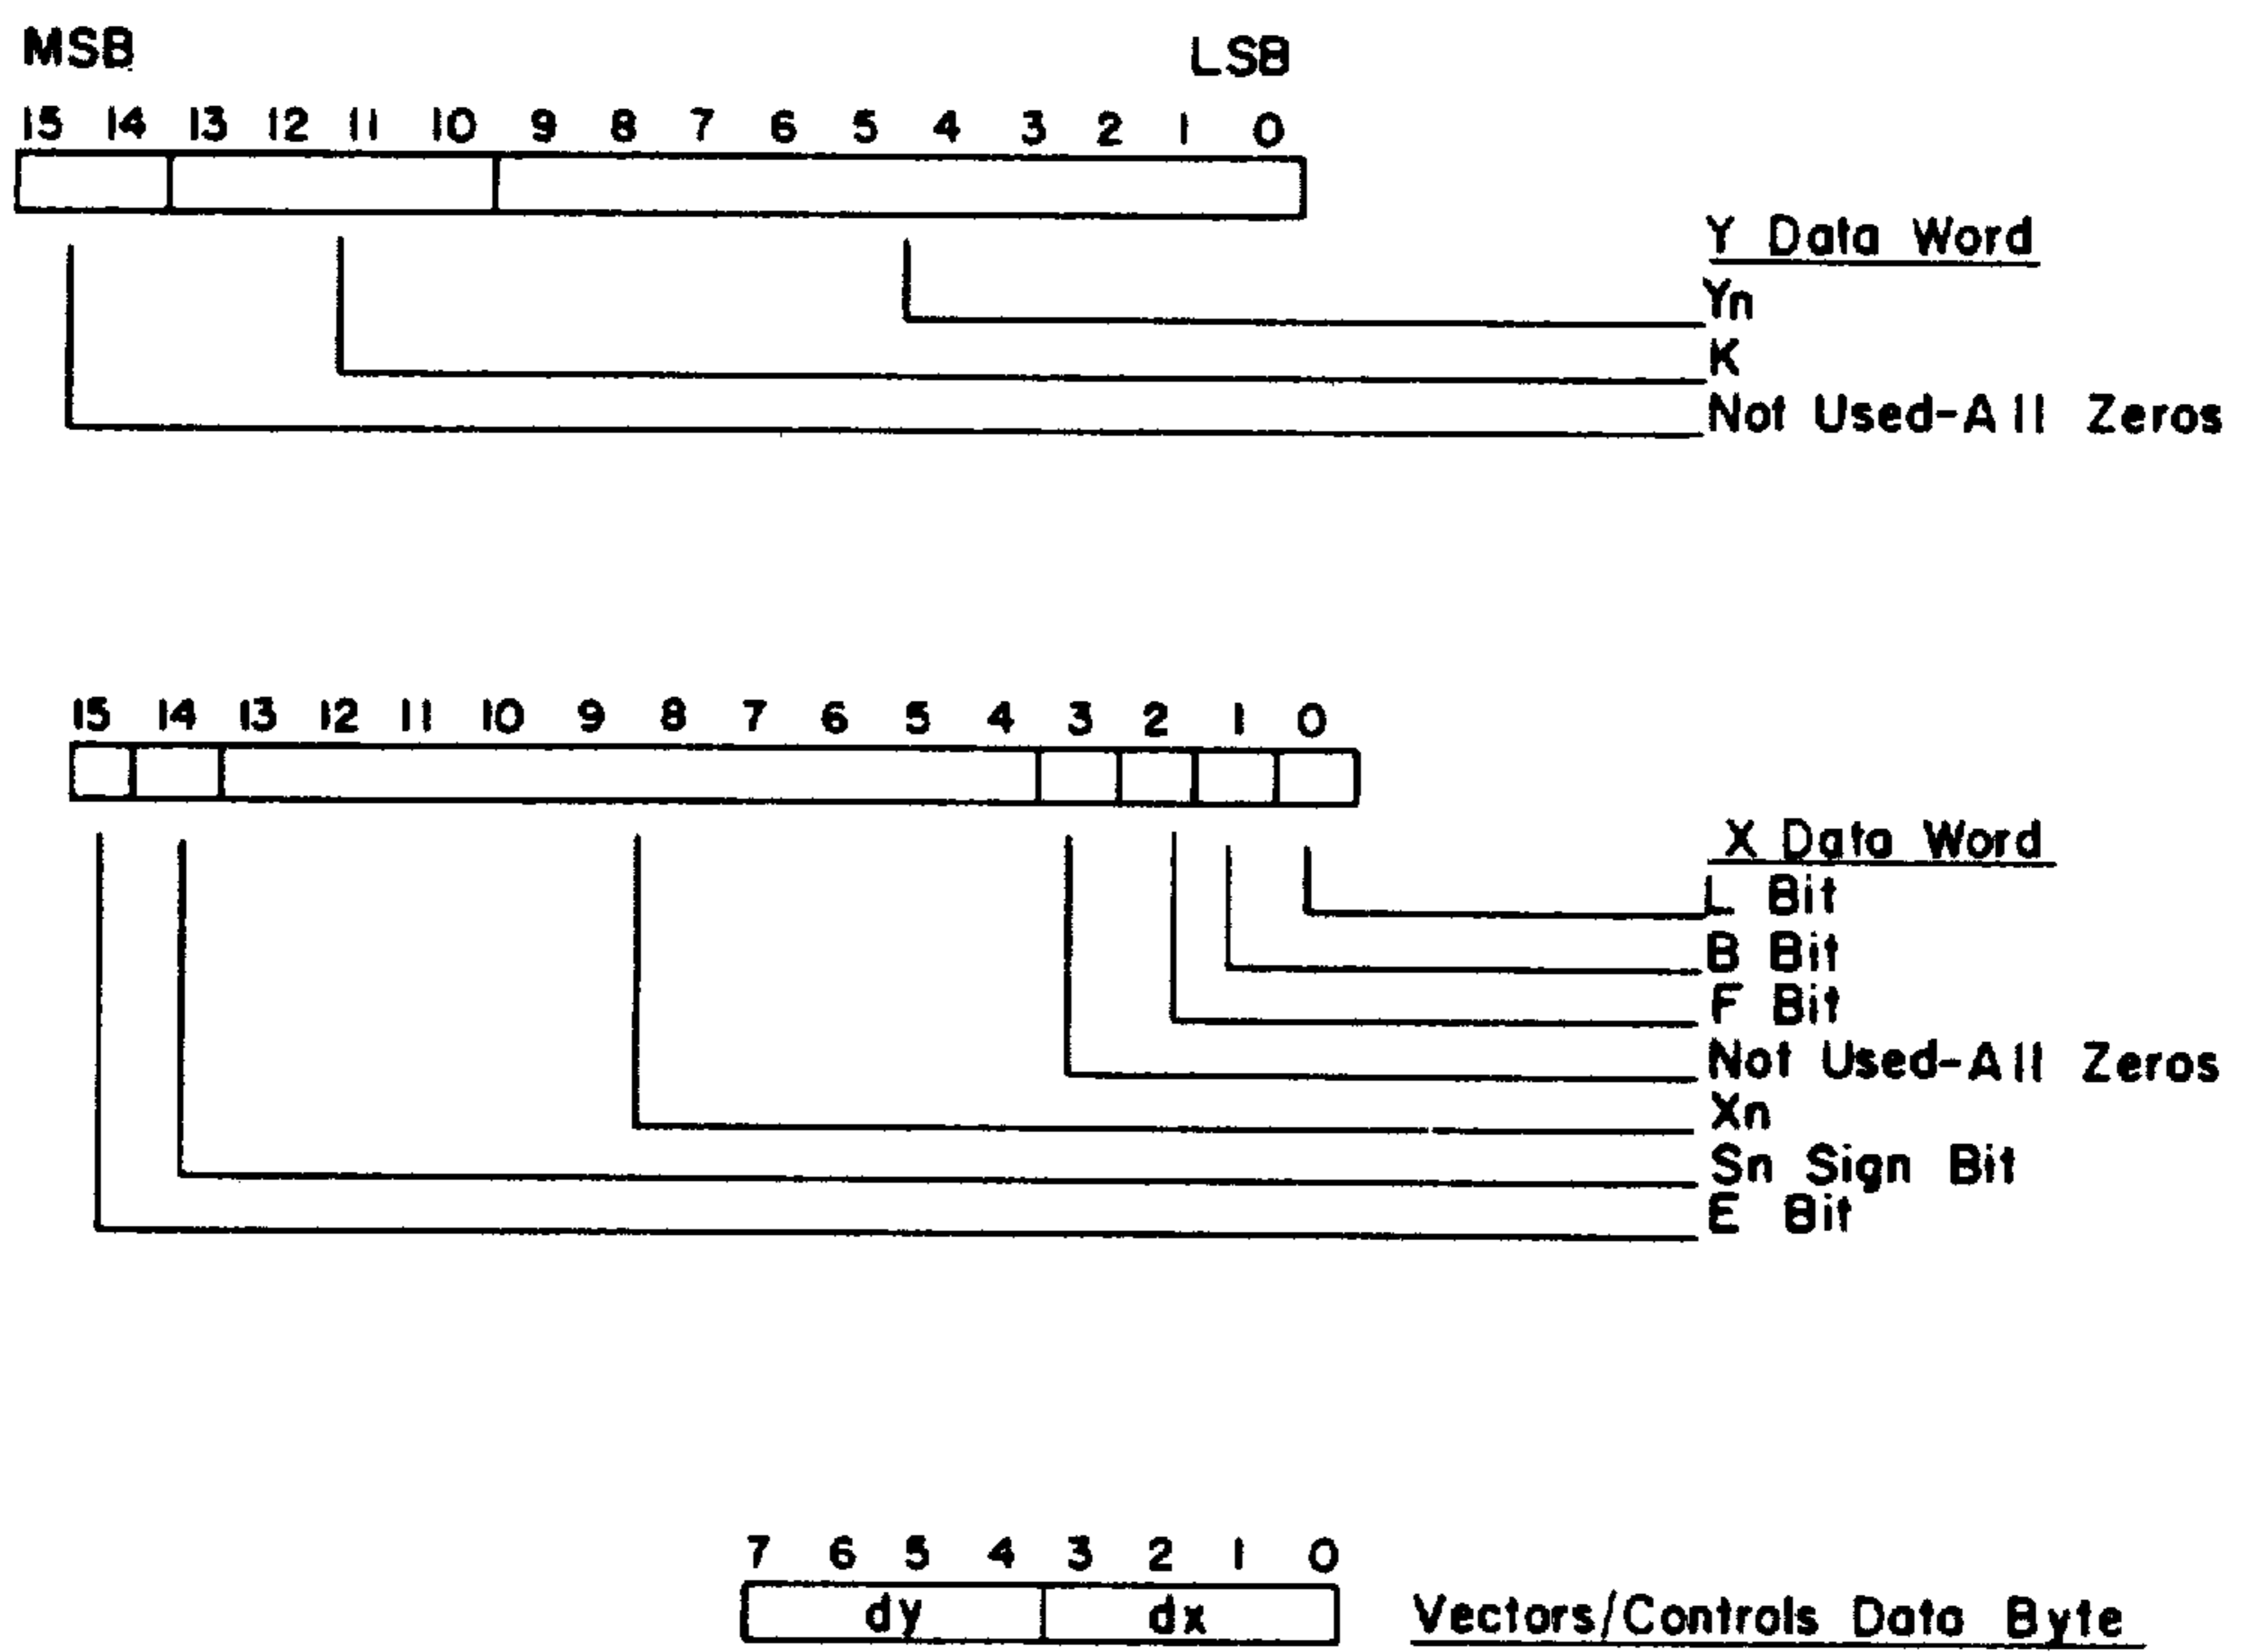 MSB LSB
15 14 13 12 11 10 9 8 7 6 5 4 3 2 1 0
Y Data Word
Yn
K
Not Used-All Zeros
15 14 13 12 11 10 9 8 7 6 5 4 3 2 1 0
X Data Word
L Bit
B Bit
F Bit
Not Used-All Zeros
Xn
Sn Sign Bit
E Bit
7 6 5 4 3 2 1 0
dy dx Vectors/Controls Data Byte